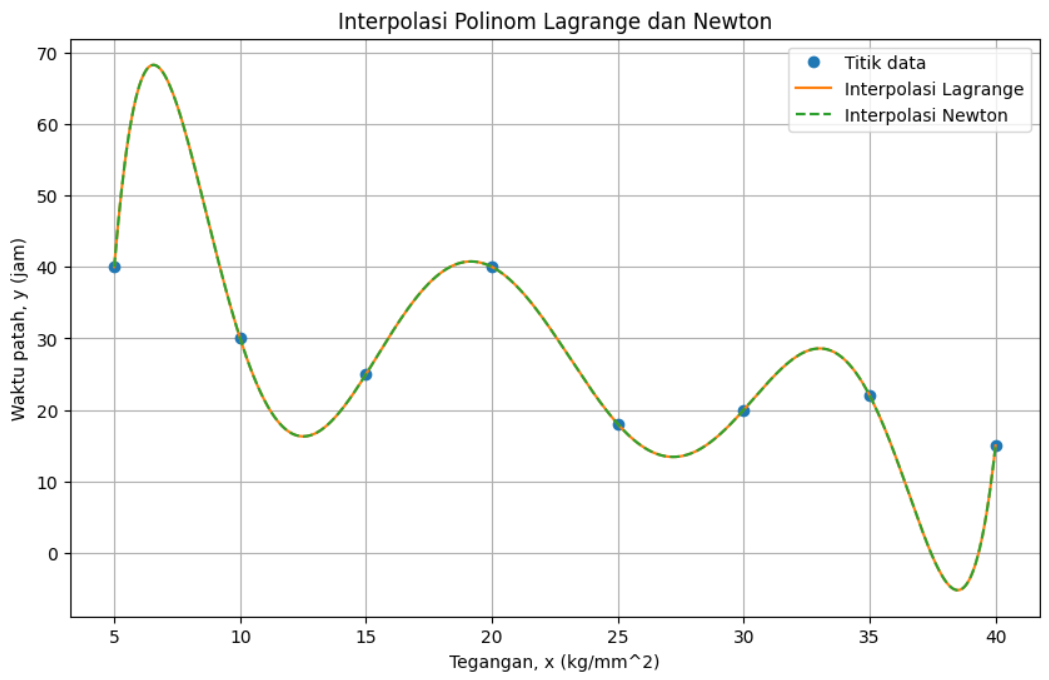 Interpolasi Polinom Lagrange dan Newton
Titik data
Interpolasi Lagrange
Interpolasi Newton
Waktu patah, y (jam)
70
60
50
40
30
20
10
0
5 10 15 20 25 30 35 40
Tegangan, x (kg/mm^2)